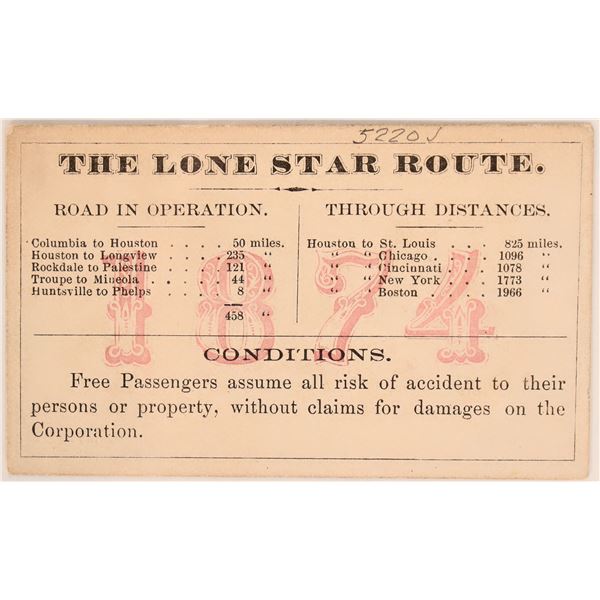 5220J
THE LONE STAR ROUTE.
ROAD IN OPERATION.
Columbia to Houston . . . . 50 miles.
Houston to Longview . . . . 235 "
Rockdale to Palestine . . . . 121 "
Troupe to Mineola . . . . 44 "
Huntsville to Phelps . . . . 8 "
458 "
THROUGH DISTANCES.
Houston to St. Louis . . . 825 miles.
" " Chicago . . . . 1096 "
" " Cincinnati . . . 1078 "
" " New York . . . 1773 "
" " Boston . . . . 1966 "
1874
CONDITIONS.
Free Passengers assume all risk of accident to their
persons or property, without claims for damages on the
Corporation.